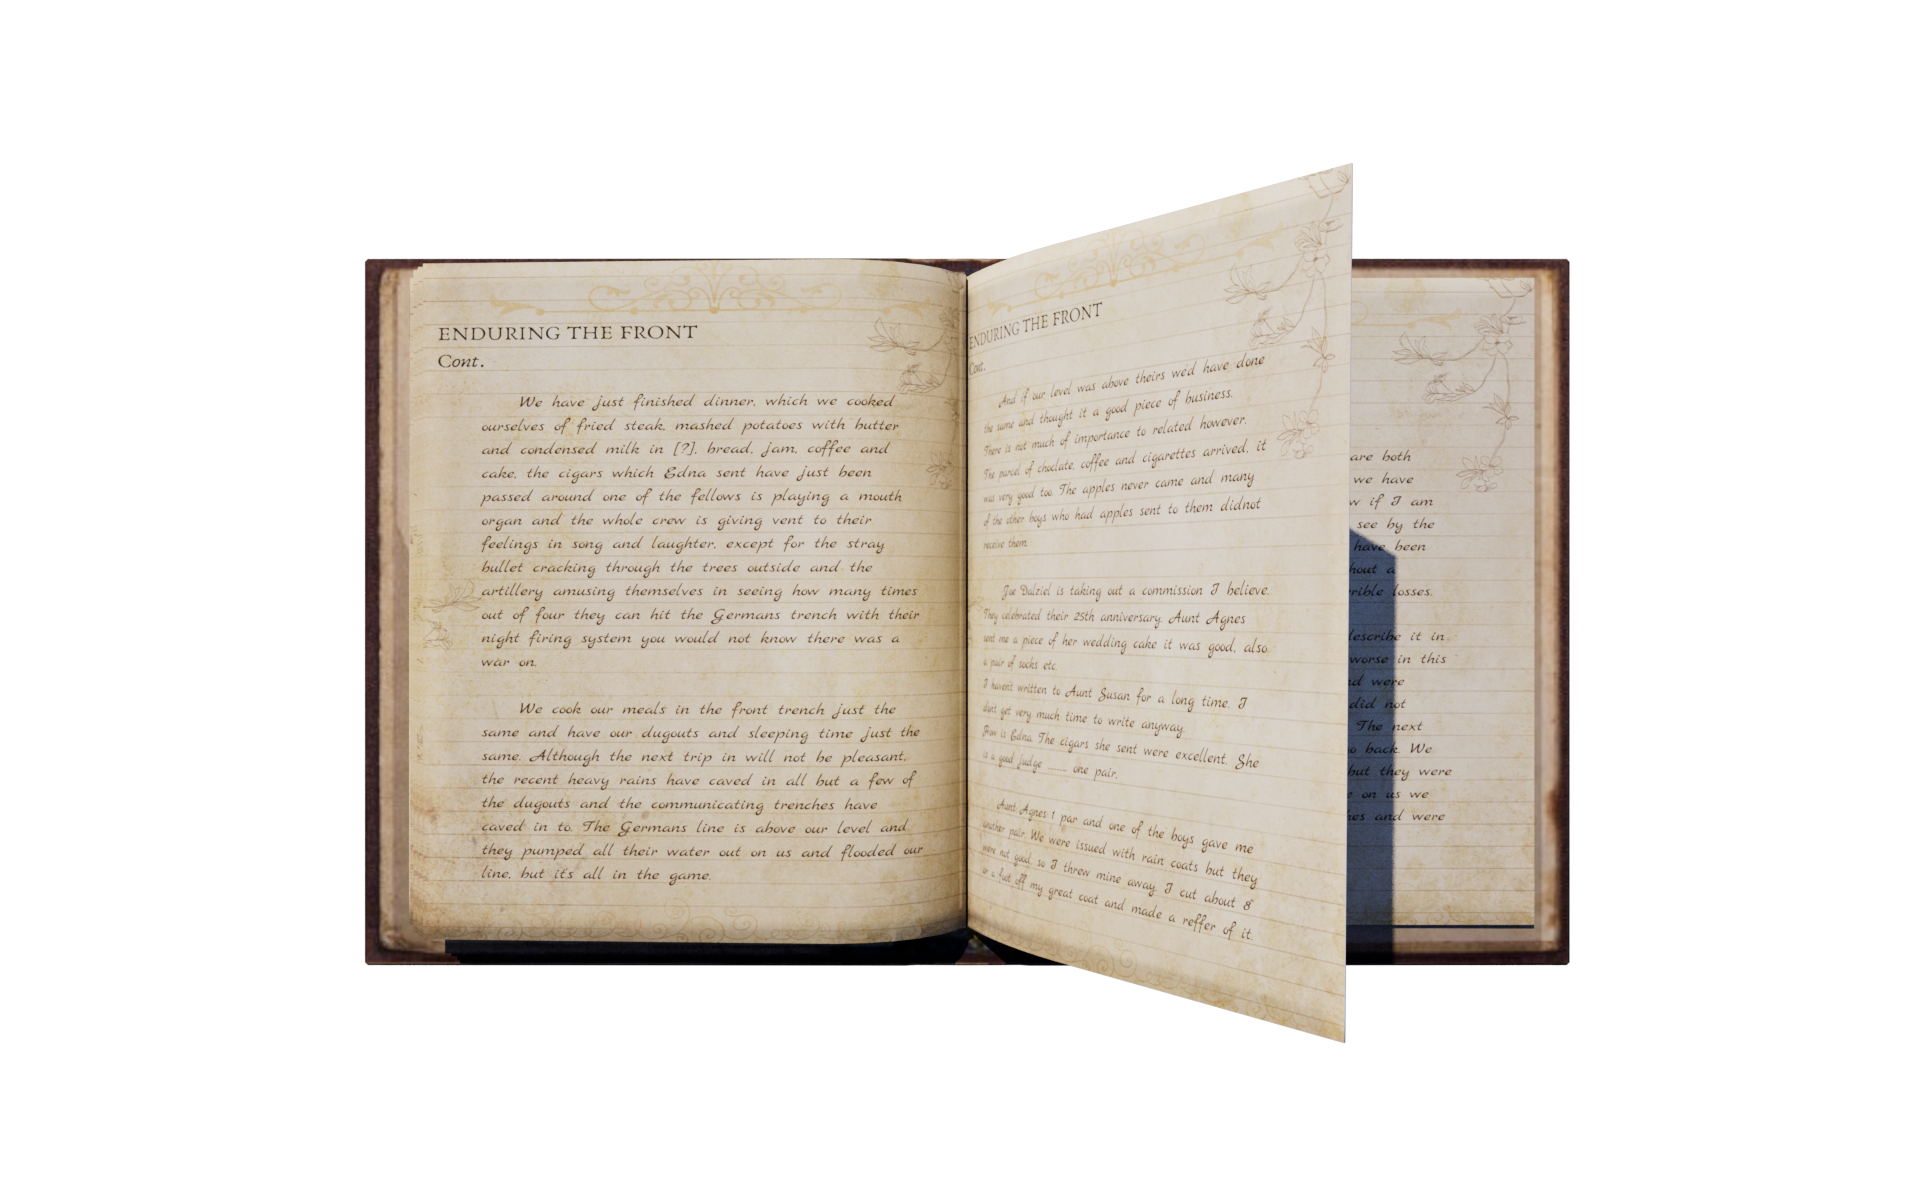 ENDURING THE FRONT
Cont.
We have just finished dinner, which we cooked
ourselves of fried steak, mashed potatoes with butter
and condensed milk in [?], bread, jam, coffee and
cake, the cigars which Edna sent have just been
passed around one of the fellows is playing a mouth
organ and the whole crew is giving vent to their
feelings in song and laughter, except for the stray
bullet cracking through the trees outside and the
artillery amusing themselves in seeing how many times
out of four they can hit the Germans trench with their
night firing system you would not know there was a
war on.
We cook our meals in the front trench just the
same and have our dugouts and sleeping time just the
same. Although the next trip in will not be pleasant,
the recent heavy rains have caved in all but a few of
the dugouts and the communicating trenches have
caved in to. The Germans line is above our level and
they pumped all their water out on us and flooded our
line, but it's all in the game.
ENDURING THE FRONT
Cont.
And if our level was above theirs we'd have done
the same and thought it a good piece of business.
There is not much of importance to related however.
The parcel of choclate, coffee and cigarettes arrived, it
was very good too. The apples never came and many
of the other boys who had apples sent to them didnot
receive them.
Joe Dalziel is taking out a commission I believe.
They celebrated their 25th anniversary. Aunt Agnes
sent me a piece of her wedding cake it was good, also
a pair of socks etc.
I haven't written to Aunt Susan for a long time. I
dont get very much time to write anyway.
How is Edna. The cigars she sent were excellent. She
is a good judge ___ one pair,
Aunt Agnes 1 par and one of the boys gave me
another pair. We were issued with rain coats but they
were not good, so I threw mine away. I cut about 8"
or a foot off my great coat and made a reffer of it.
are both
we have
if I am
see by the
have been
a
losses.
describe it in
worse in this
were
did not
The next
back. We
but they were
on us we
and were